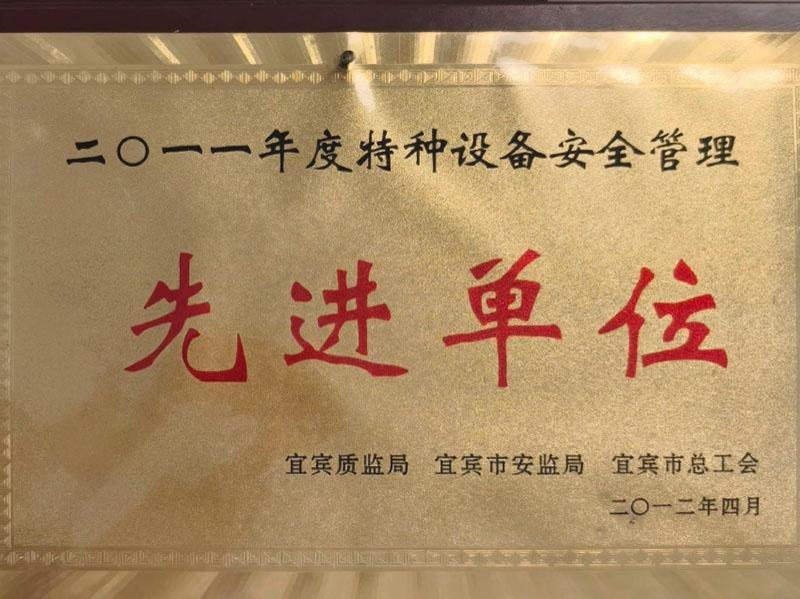 二〇一一年度特种设备安全管理
先进单位
宜宾质监局 宜宾市安监局 宜宾市总工会
二〇一二年四月